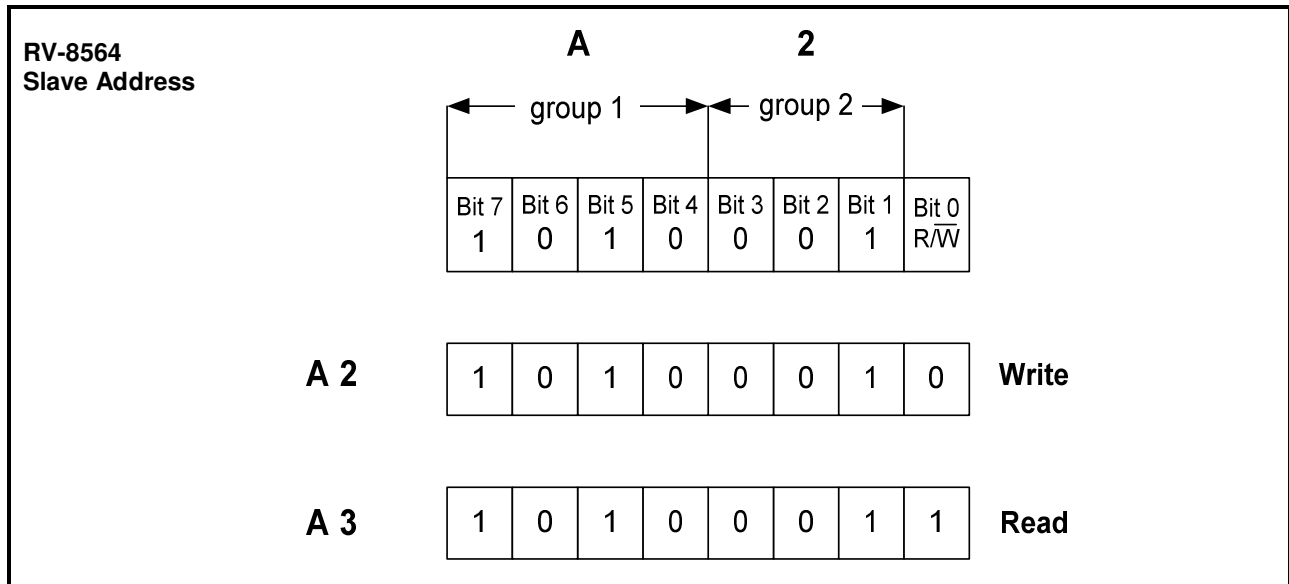 RV-8564
Slave Address
A 2
group 1 group 2
Bit 7 Bit 6 Bit 5 Bit 4 Bit 3 Bit 2 Bit 1 Bit 0
1 0 1 0 0 0 1 R/W̅
A 2 1 0 1 0 0 0 1 0 Write
A 3 1 0 1 0 0 0 1 1 Read